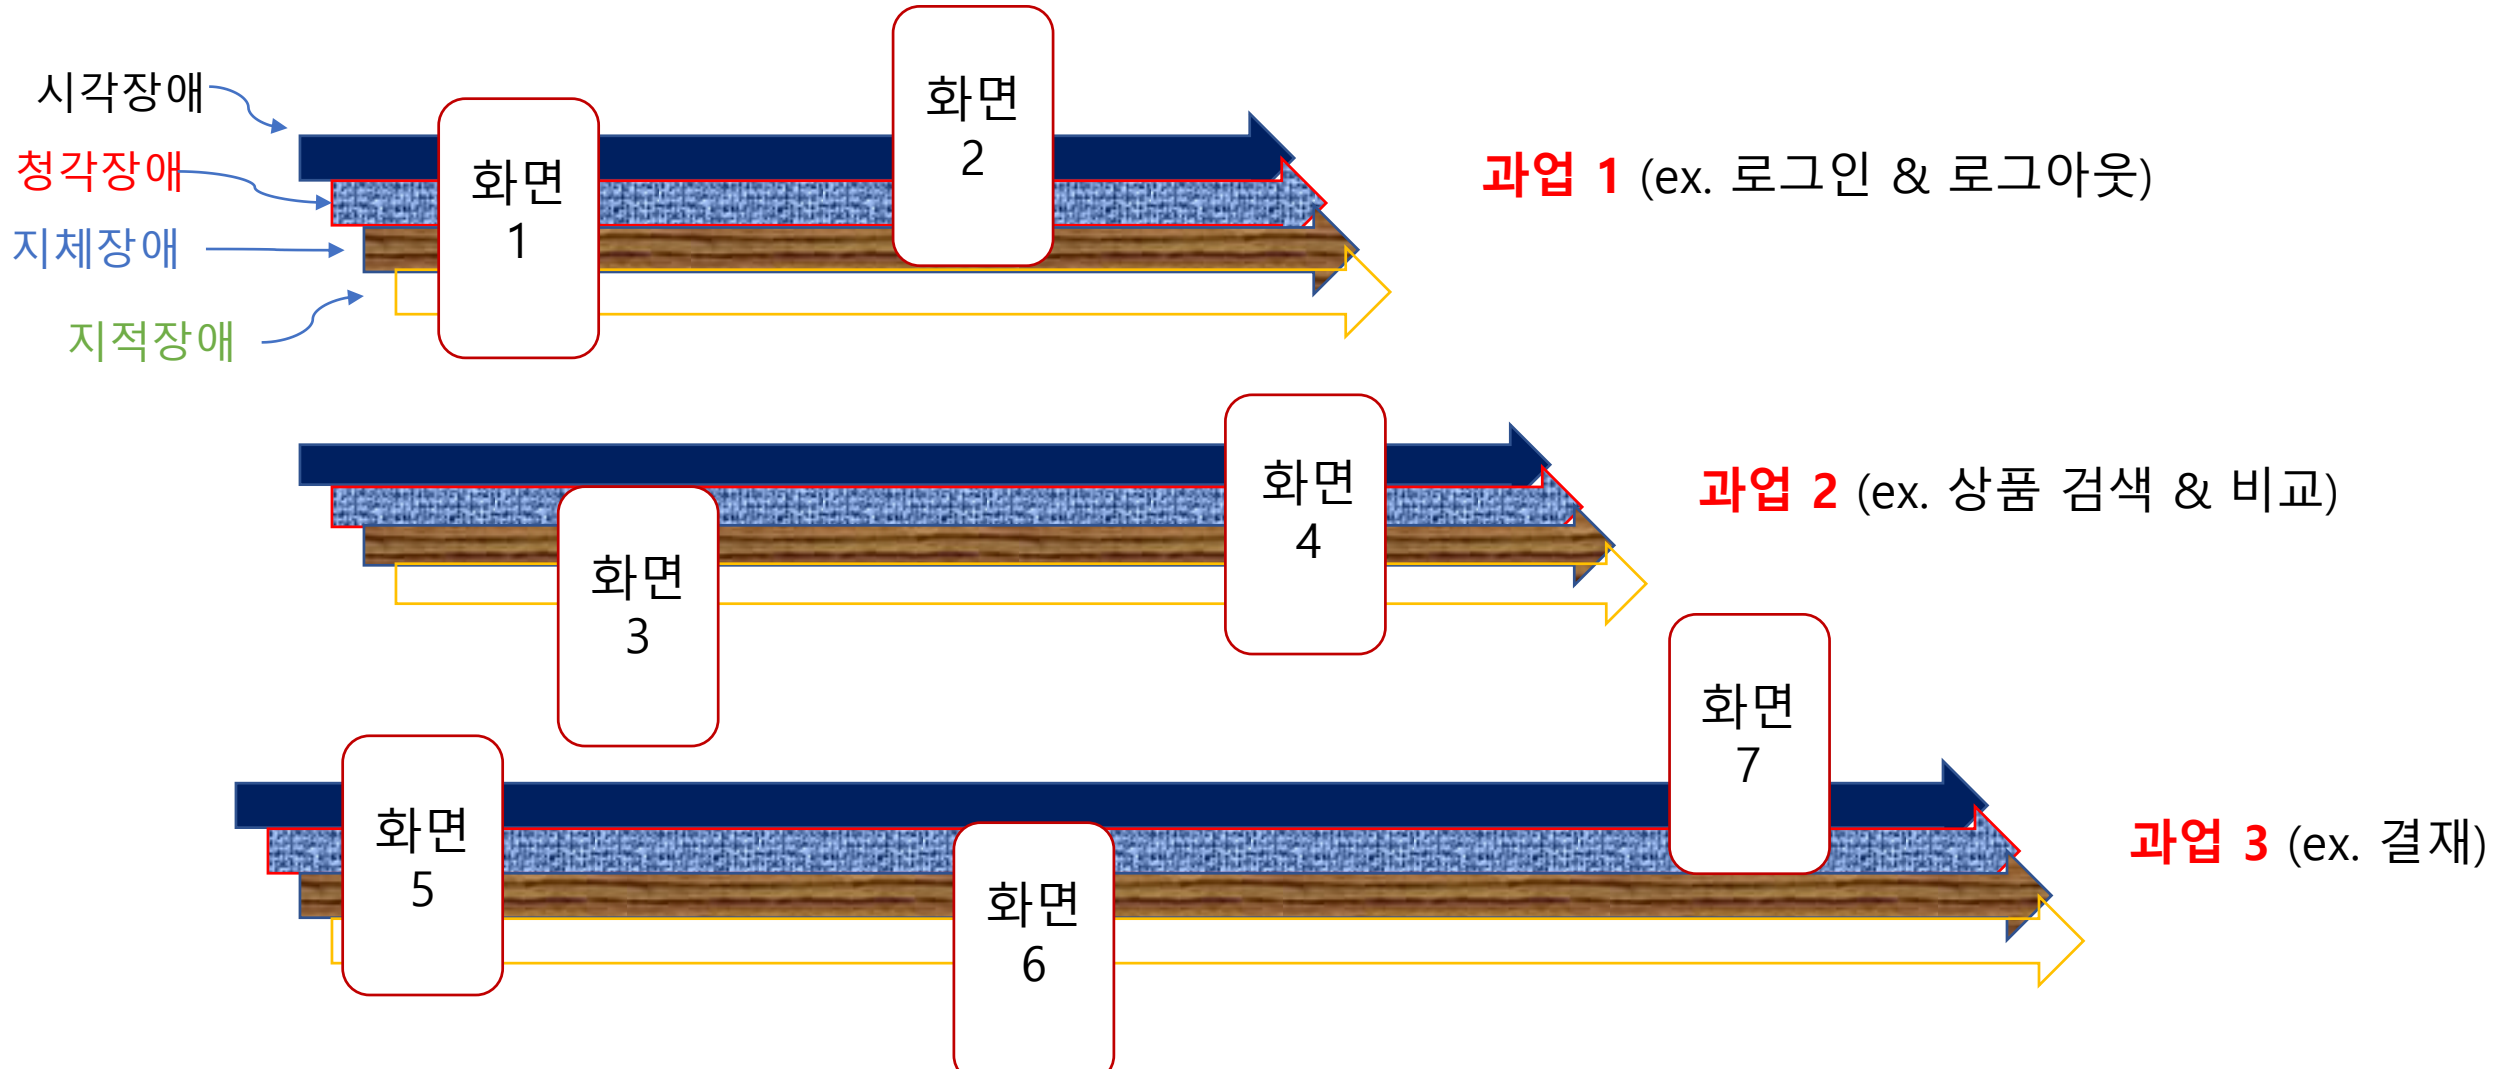 시각장애
청각장애
지체장애
지적장애
화면
1
화면
2
과업 1 (ex. 로그인 & 로그아웃)
화면
3
화면
4
과업 2 (ex. 상품 검색 & 비교)
화면
5
화면
6
화면
7
과업 3 (ex. 결재)